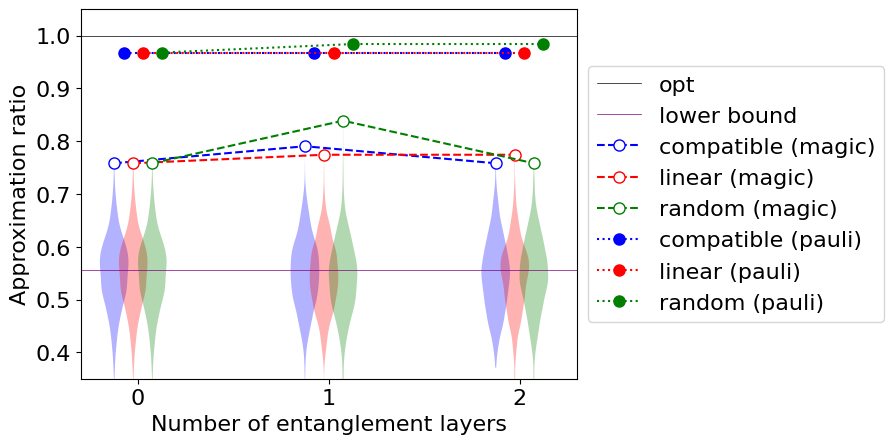 1.0
0.9
0.8
0.7
0.6
0.5
0.4
Approximation ratio
0 1 2
Number of entanglement layers
opt
lower bound
compatible (magic)
linear (magic)
random (magic)
compatible (pauli)
linear (pauli)
random (pauli)